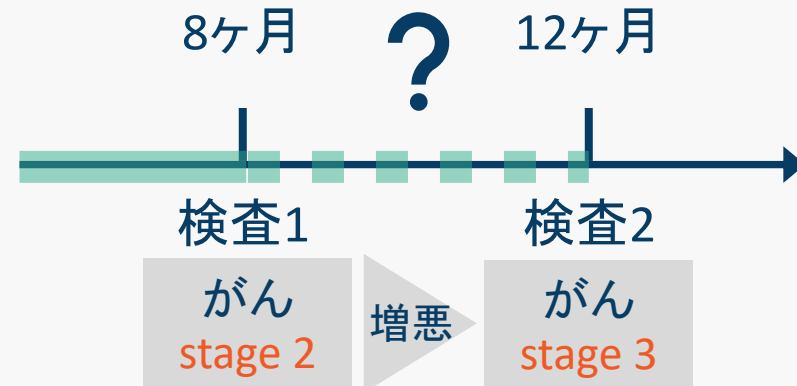 8ヶ月
?
12ヶ月
検査1
検査2
がん
stage 2
増悪
がん
stage 3